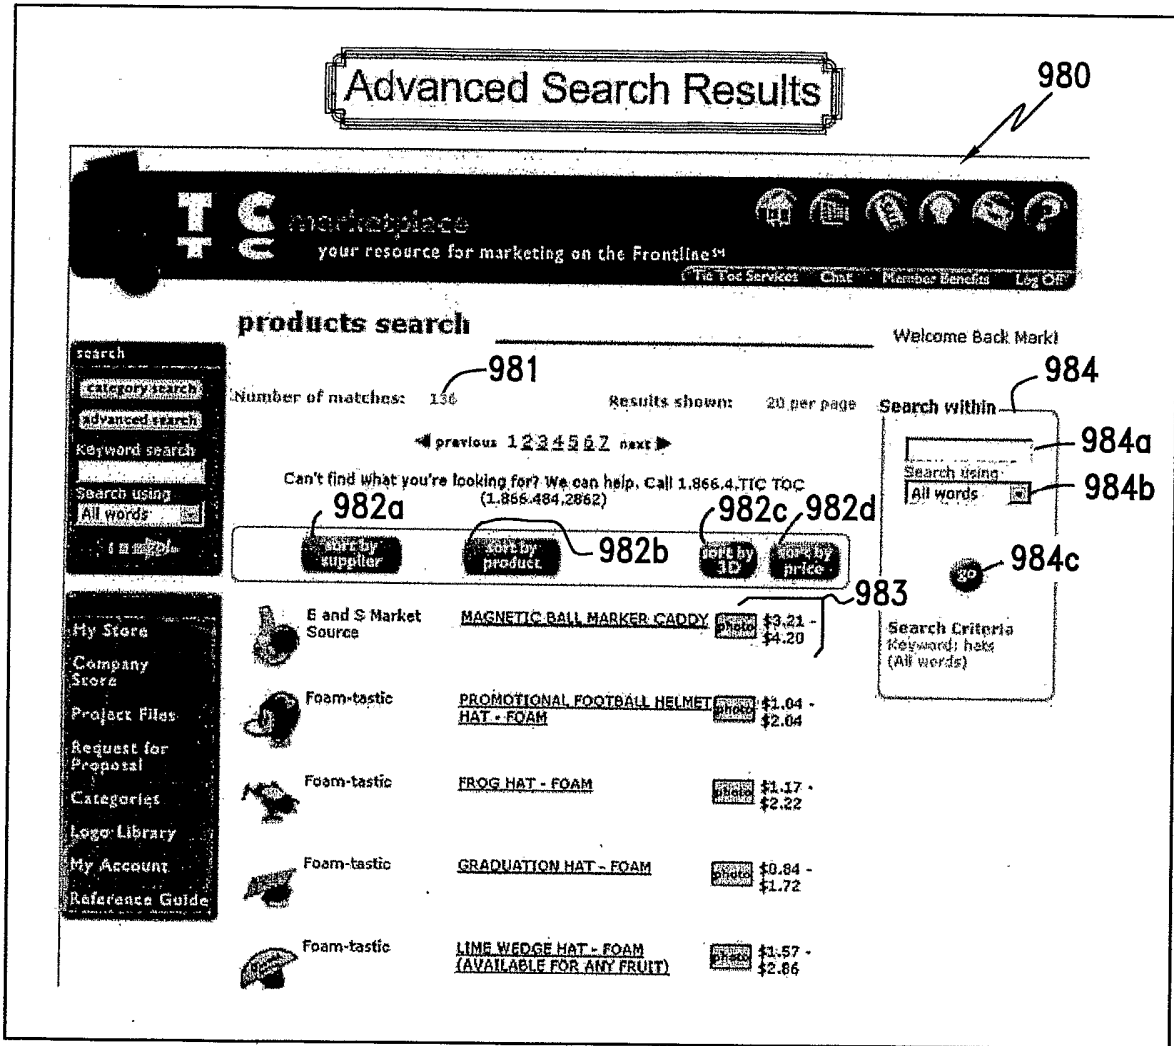 Advanced Search Results
980
T C
T C
marketplace
your resource for marketing on the Frontline℠
Tic Toc Services Chat Member Benefits Log Off
products search
Welcome Back Mark!
search
category search
advanced search
Keyword search
Search using
All words
981
Number of matches: 136
Results shown: 20 per page
previous 1 2 3 4 5 6 7 next
Can't find what you're looking for? We can help. Call 1.866.4.TIC TOC
(1.866.484.2862)
982a
982b
982c
982d
sort by supplier
sort by product
sort by 3D
sort by price
983
984
Search within
984a
Search using
All words
984b
go
984c
Search Criteria
Keyword: hats
(All words)
My Store
Company Store
Project Files
Request for Proposal
Categories
Logo Library
My Account
Reference Guide
E and S Market Source
MAGNETIC BALL MARKER CADDY
photo
$3.21 - $4.20
Foam-tastic
PROMOTIONAL FOOTBALL HELMET
HAT - FOAM
photo
$1.04 - $2.04
Foam-tastic
FROG HAT - FOAM
photo
$1.17 - $2.22
Foam-tastic
GRADUATION HAT - FOAM
photo
$0.84 - $1.72
Foam-tastic
LIME WEDGE HAT - FOAM
(AVAILABLE FOR ANY FRUIT)
photo
$1.57 - $2.86